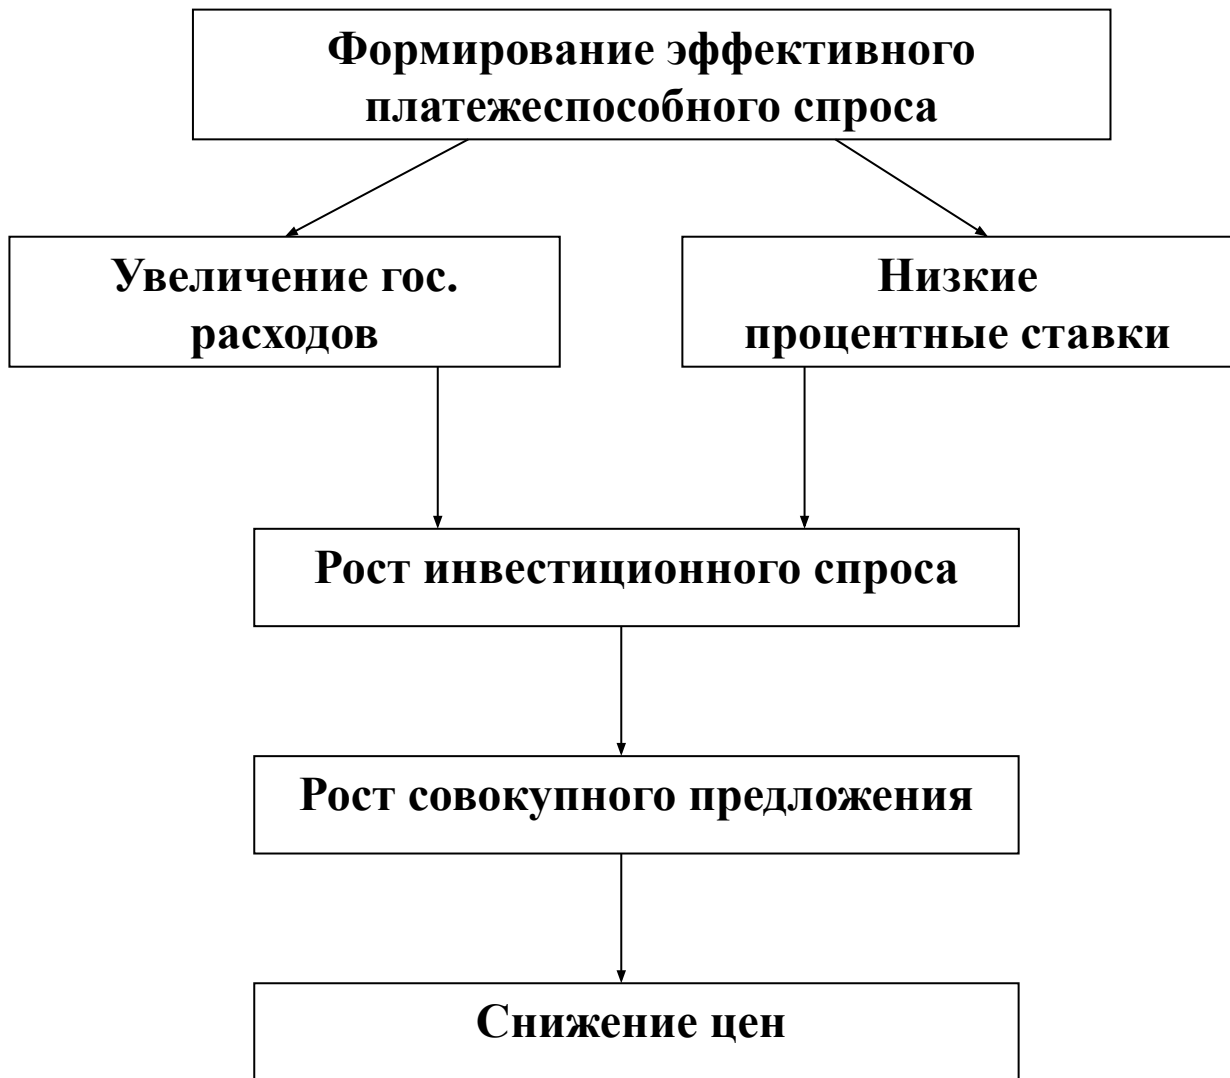 Формирование эффективного
платежеспособного спроса
Увеличение гос.
расходов
Низкие
процентные ставки
Рост инвестиционного спроса
Рост совокупного предложения
Снижение цен